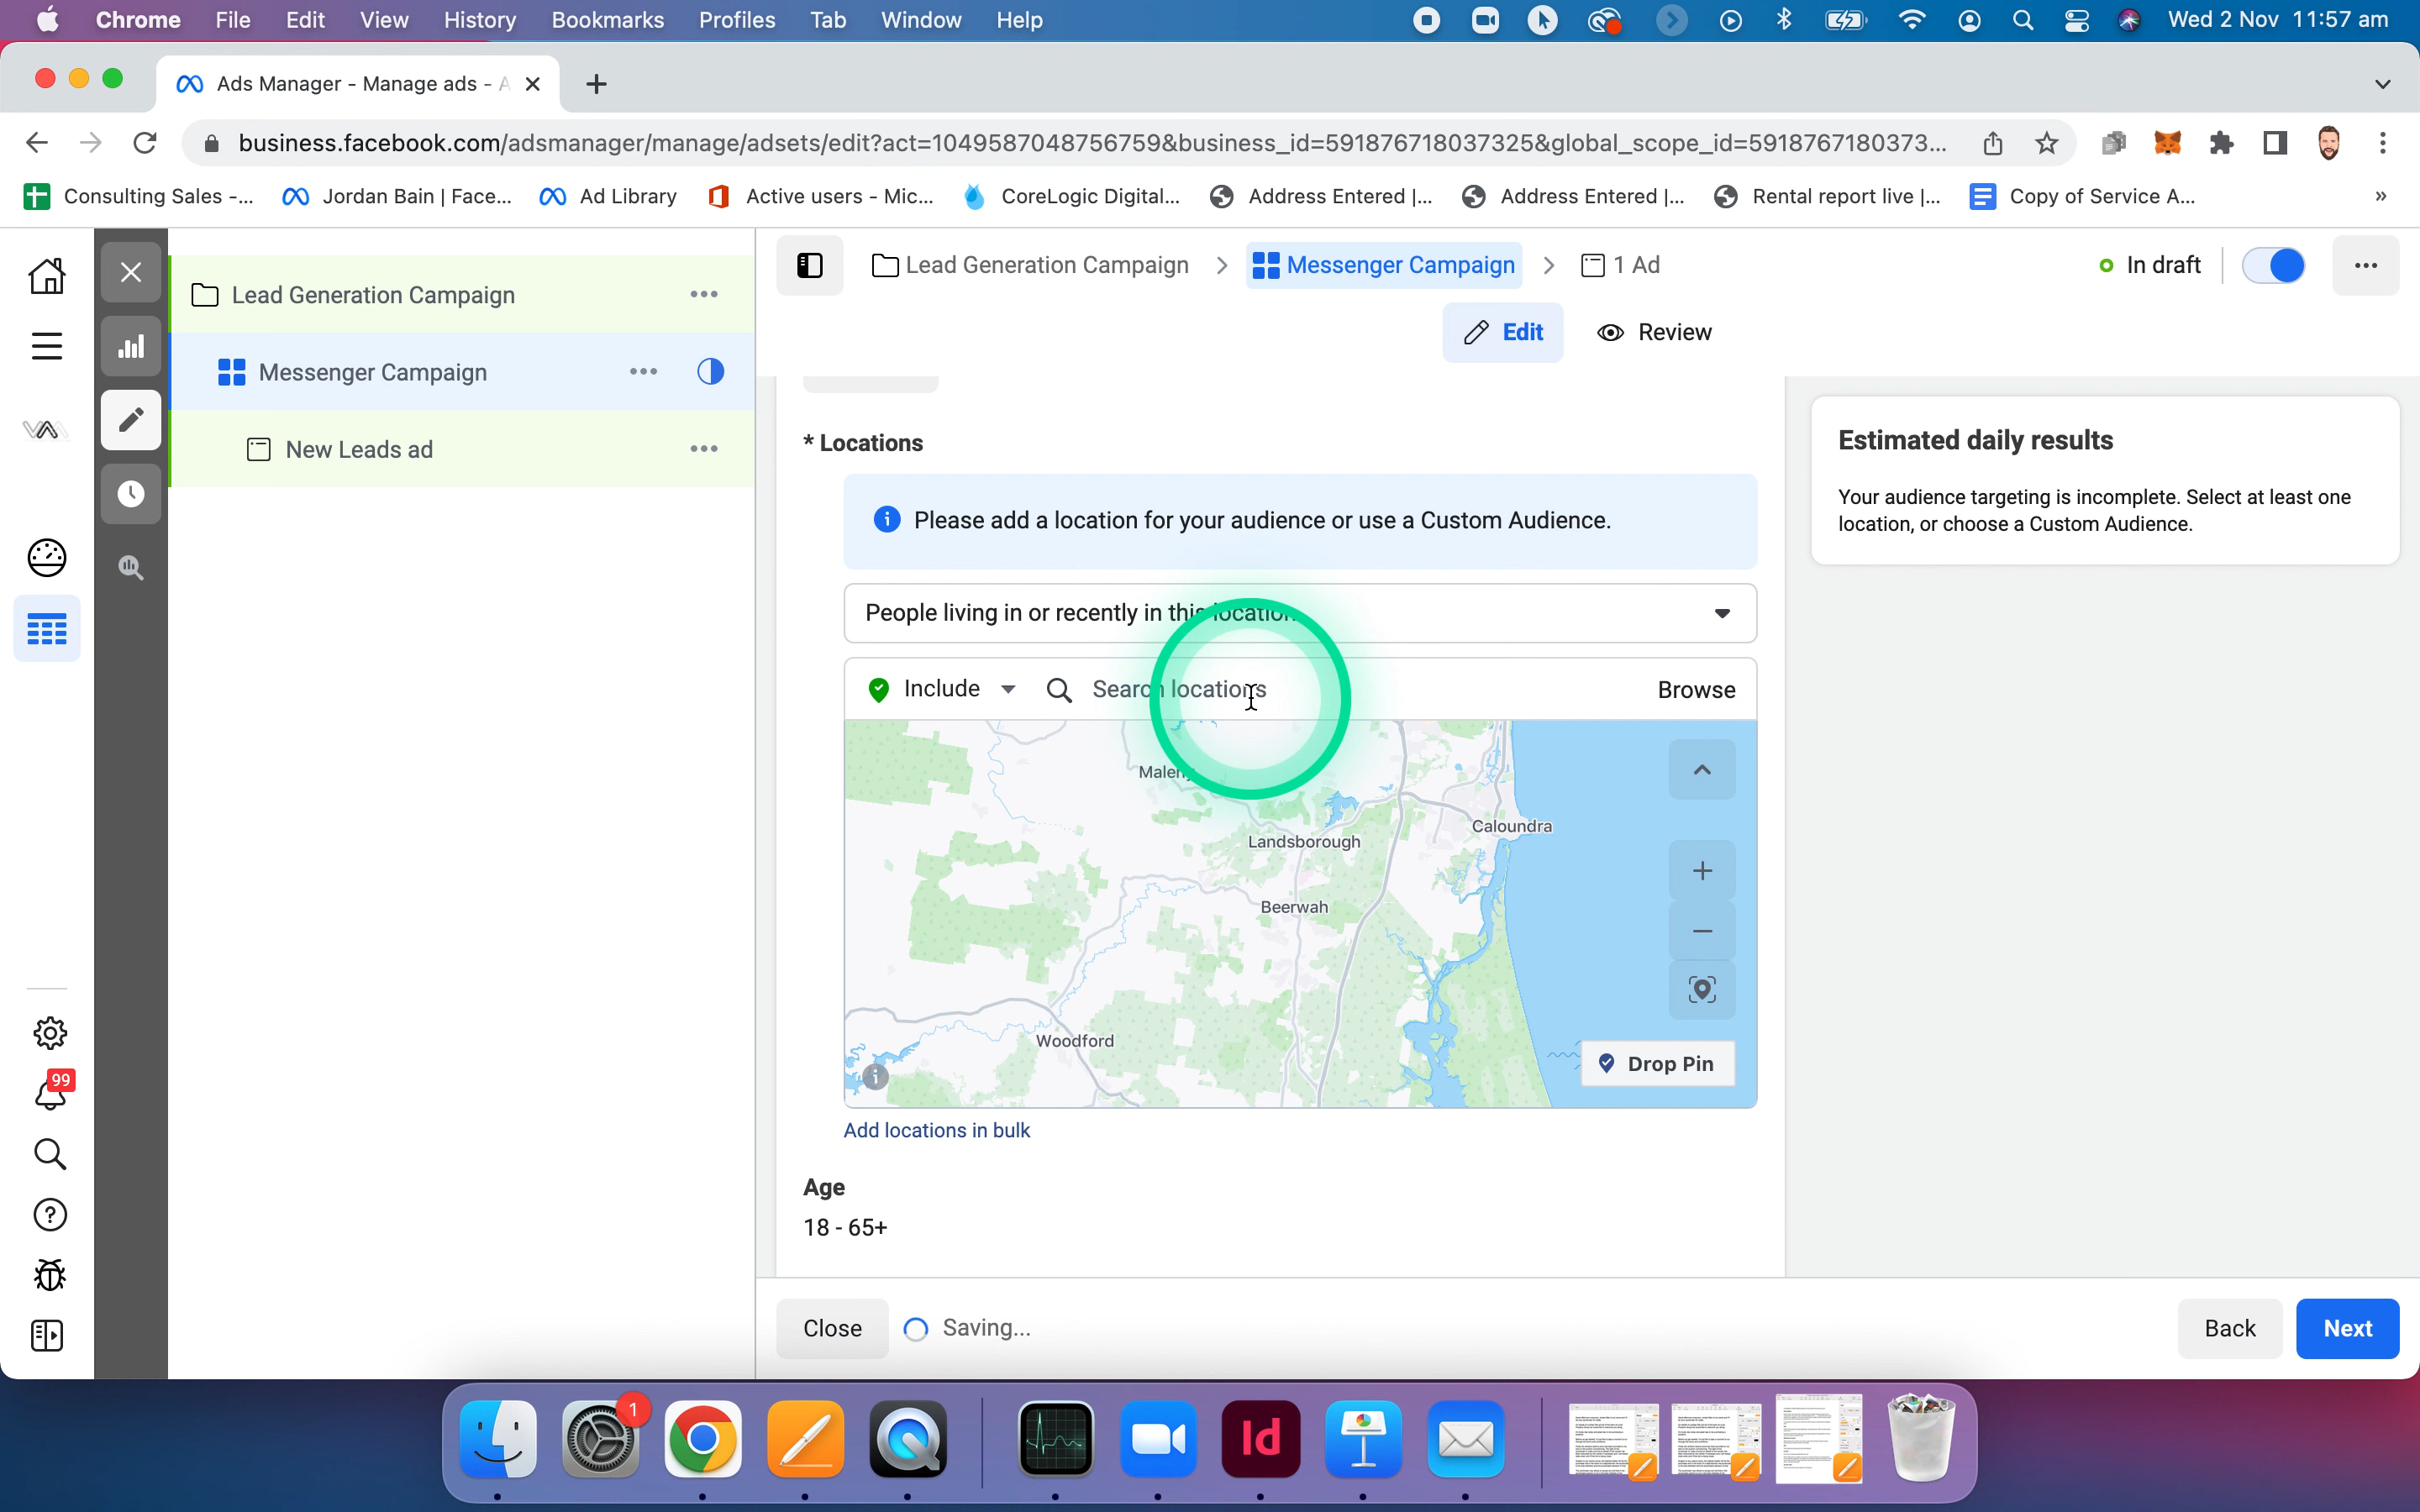 Chrome File Edit View History Bookmarks Profiles Tab Window Help Wed 2 Nov 11:57 am
Ads Manager - Manage ads - A
business.facebook.com/adsmanager/manage/adsets/edit?act=1049587048756759&business_id=591876718037325&global_scope_id=5918767180373...
Consulting Sales -... Jordan Bain | Face... Ad Library Active users - Mic... CoreLogic Digital... Address Entered |... Address Entered |... Rental report live |... Copy of Service A... »
Lead Generation Campaign
Messenger Campaign
New Leads ad
Lead Generation Campaign > Messenger Campaign > 1 Ad
In draft
Edit Review
* Locations
Please add a location for your audience or use a Custom Audience.
People living in or recently in this location
Include Search locations Browse
Maleny
Caloundra
Landsborough
Beerwah
Woodford
Drop Pin
Add locations in bulk
Age
18 - 65+
Estimated daily results
Your audience targeting is incomplete. Select at least one
location, or choose a Custom Audience.
99
Close Saving... Back Next
1
Id